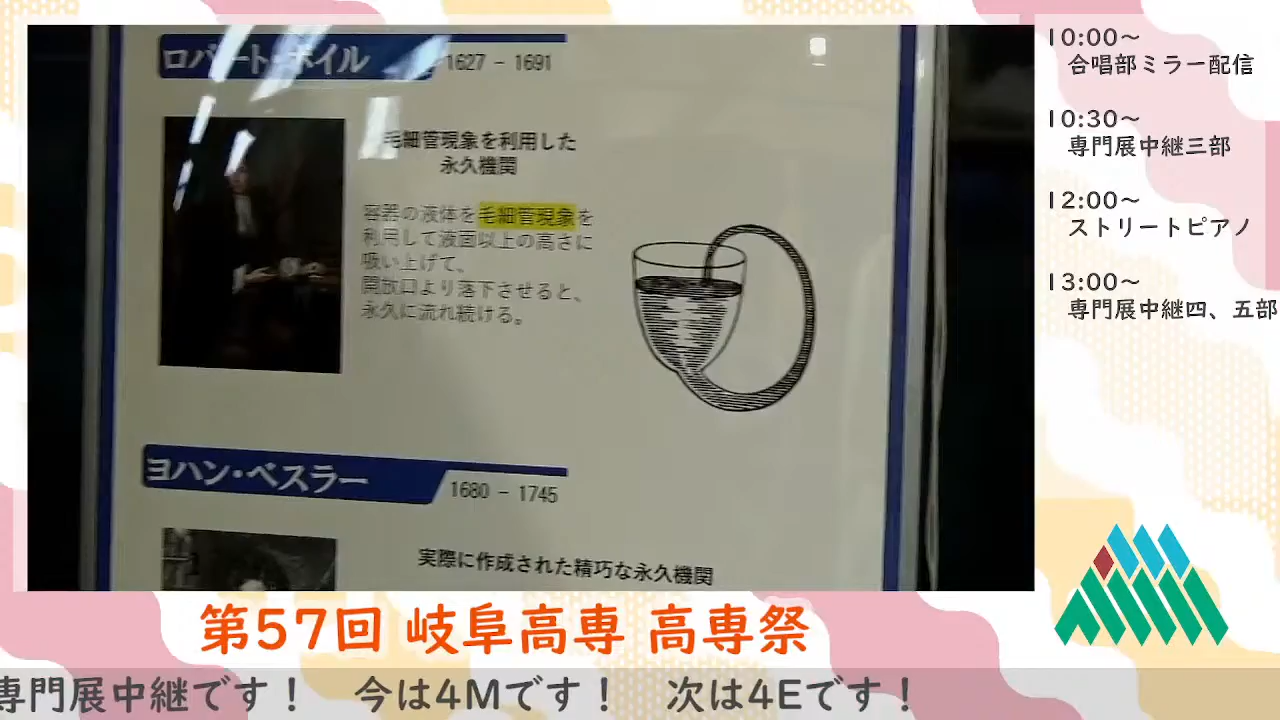 ロバート・ボイル
1627 - 1691
毛細管現象を利用した
永久機関
容器の液体を毛細管現象を
利用して液面以上の高さに
吸い上げて、
開放口より落下させると、
永久に流れ続ける。
ヨハン・ベスラー
1680 - 1745
実際に作成された精巧な永久機関
10:00～
合唱部ミラー配信
10:30～
専門展中継三部
12:00～
ストリートピアノ
13:00～
専門展中継四、五部
第57回 岐阜高専 高専祭
専門展中継です！ 今は4Mです！ 次は4Eです！